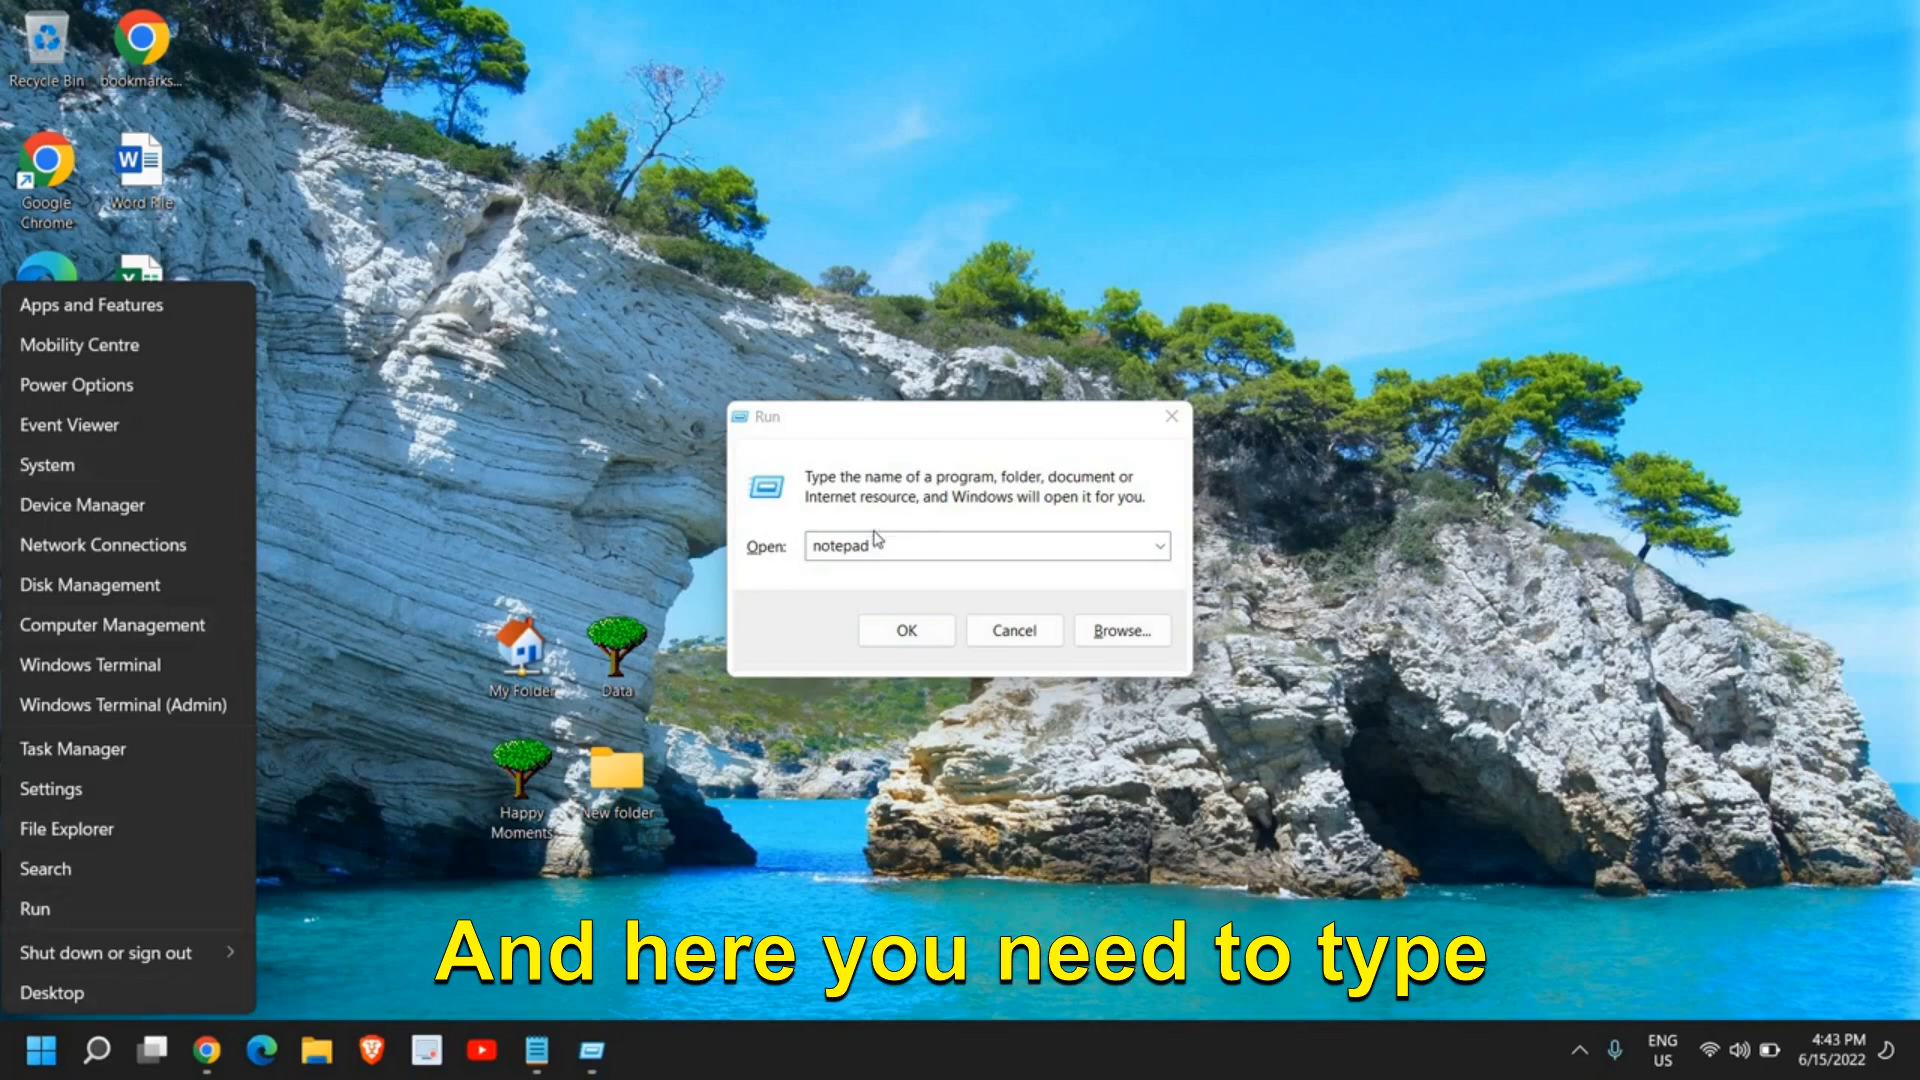 Recycle Bin
bookmarks...
Google
Chrome
Word File
Apps and Features
Mobility Centre
Power Options
Event Viewer
System
Device Manager
Network Connections
Disk Management
Computer Management
Windows Terminal
Windows Terminal (Admin)
Task Manager
Settings
File Explorer
Search
Run
Shut down or sign out
Desktop
Run
Type the name of a program, folder, document or
Internet resource, and Windows will open it for you.
Open:
notepad
OK
Cancel
Browse...
My Folder
Data
Happy
Moments
New folder
And here you need to type
ENG
US
4:43 PM
6/15/2022